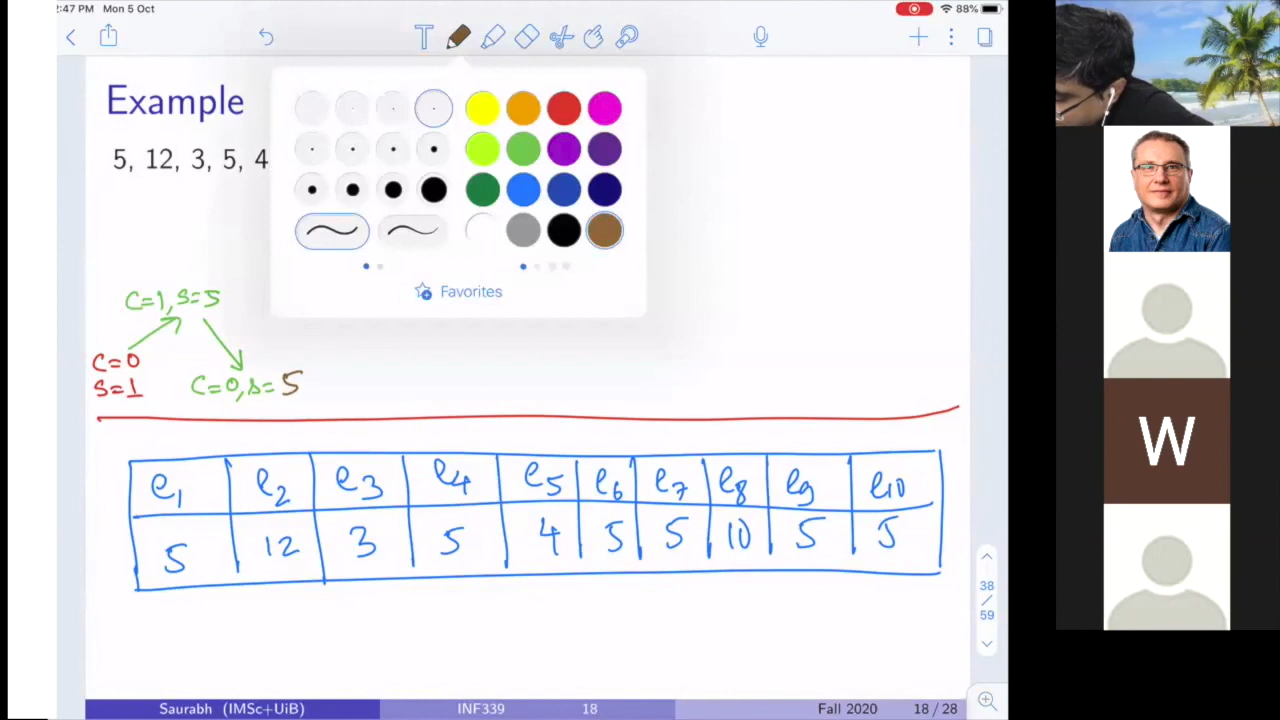 2:47 PM Mon 5 Oct
88%
T
Example
5, 12, 3, 5, 4
Favorites
C=1, S=5
C=0
S=1
C=0, S=5
e1 e2 e3 e4 e5 e6 e7 e8 e9 e10
5 12 3 5 4 5 5 10 5 5
38
/
59
W
Saurabh (IMSc+UiB) INF339 18 Fall 2020 18 / 28